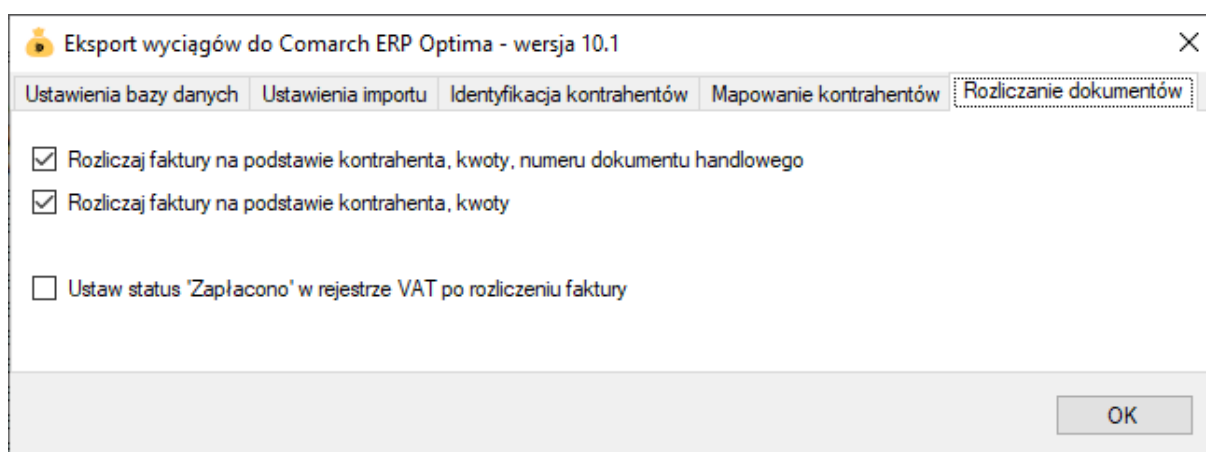 Eksport wyciągów do Comarch ERP Optima - wersja 10.1
Ustawienia bazy danych Ustawienia importu Identyfikacja kontrahentów Mapowanie kontrahentów Rozliczanie dokumentów
Rozliczaj faktury na podstawie kontrahenta, kwoty, numeru dokumentu handlowego
Rozliczaj faktury na podstawie kontrahenta, kwoty
Ustaw status 'Zapłacono' w rejestrze VAT po rozliczeniu faktury
OK